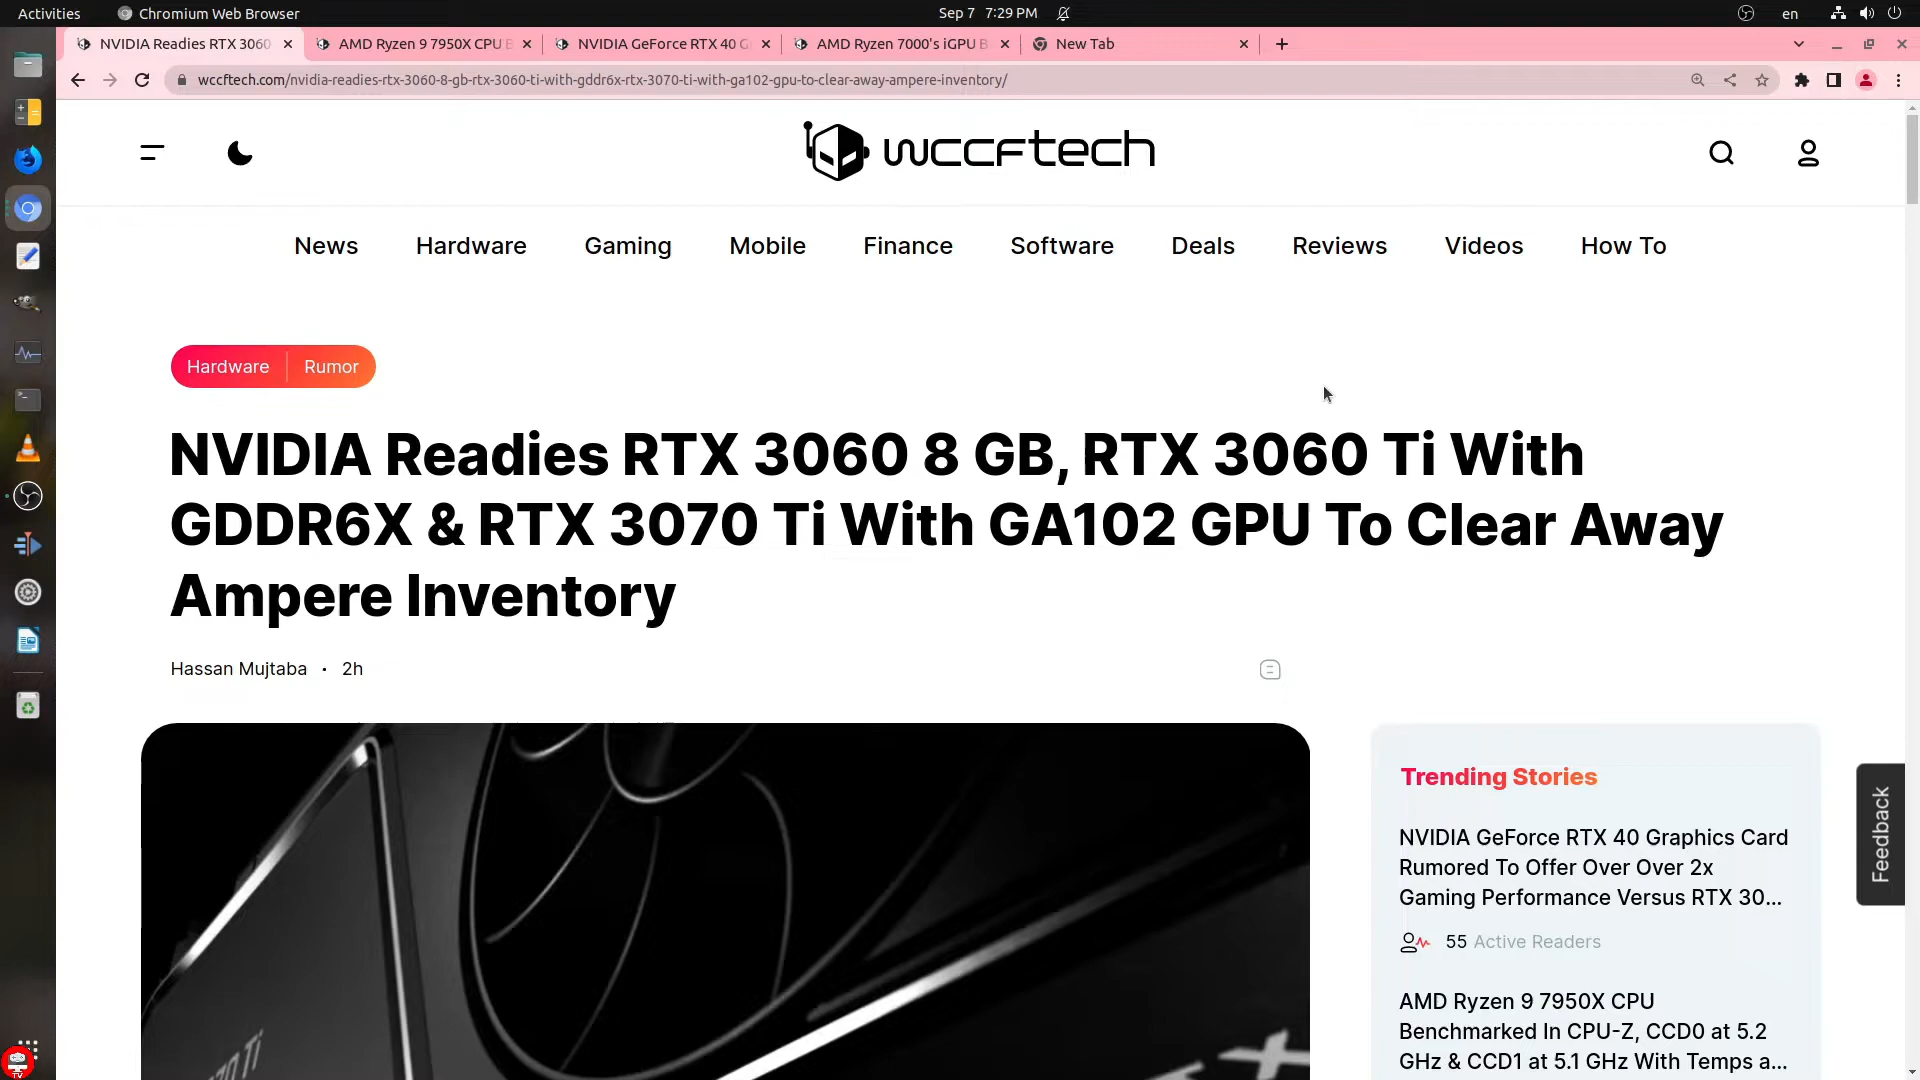 Activities
Chromium Web Browser
Sep 7 7:29 PM
en
NVIDIA Readies RTX 3060
AMD Ryzen 9 7950X CPU B
NVIDIA GeForce RTX 40 G
AMD Ryzen 7000's iGPU B
New Tab
wccftech.com/nvidia-readies-rtx-3060-8-gb-rtx-3060-ti-with-gddr6x-rtx-3070-ti-with-ga102-gpu-to-clear-away-ampere-inventory/
wccftech
News
Hardware
Gaming
Mobile
Finance
Software
Deals
Reviews
Videos
How To
Hardware
Rumor
NVIDIA Readies RTX 3060 8 GB, RTX 3060 Ti With
GDDR6X & RTX 3070 Ti With GA102 GPU To Clear Away
Ampere Inventory
Hassan Mujtaba • 2h
Trending Stories
NVIDIA GeForce RTX 40 Graphics Card
Rumored To Offer Over Over 2x
Gaming Performance Versus RTX 30...
55 Active Readers
AMD Ryzen 9 7950X CPU
Benchmarked In CPU-Z, CCD0 at 5.2
GHz & CCD1 at 5.1 GHz With Temps a...
Feedback
TV